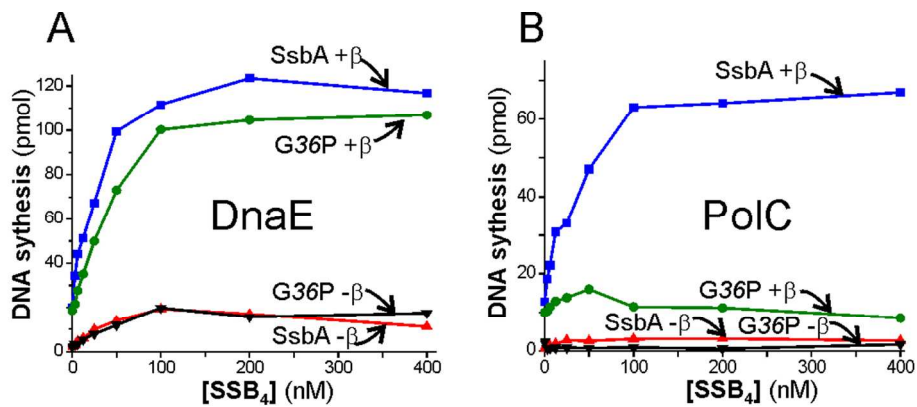 A
SsbA +β
G36P +β
DnaE
G36P -β
SsbA -β
DNA sythesis (pmol)
120
100
80
60
40
20
0
0 100 200 300 400
[SSB4] (nM)
B
SsbA +β
PolC
G36P +β
SsbA -β
G36P -β
DNA sythesis (pmol)
60
40
20
0
0 100 200 300 400
[SSB4] (nM)